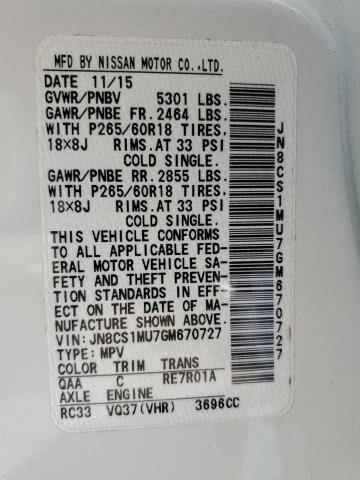 MFD BY NISSAN MOTOR CO.,LTD.
DATE 11/15
GVWR/PNBV 5301 LBS.
GAWR/PNBE FR. 2464 LBS.
WITH P265/60R18 TIRES,
18X8J RIMS. AT 33 PSI
COLD SINGLE.
GAWR/PNBE RR. 2855 LBS.
WITH P265/60R18 TIRES,
18X8J RIMS. AT 33 PSI
COLD SINGLE.
THIS VEHICLE CONFORMS
TO ALL APPLICABLE FED-
ERAL MOTOR VEHICLE SA-
FETY AND THEFT PREVEN-
TION STANDARDS IN EFF-
ECT ON THE DATE OF MA-
NUFACTURE SHOWN ABOVE.
VIN: JN8CS1MU7GM670727
TYPE: MPV
COLOR TRIM TRANS
QAA C RE7R01A
AXLE ENGINE
RC33 VQ37(VHR) 3696CC
JN8CS1MU7GM670727